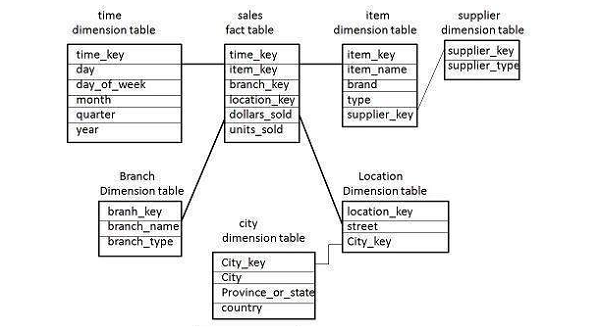 time
dimension table
time_key
day
day_of_week
month
quarter
year
sales
fact table
time_key
item_key
branch_key
location_key
dollars_sold
units_sold
item
dimension table
item_key
item_name
brand
type
supplier_key
supplier
dimension table
supplier_key
supplier_type
Branch
Dimension table
branh_key
branch_name
branch_type
city
dimension table
City_key
City
Province_or_state
country
Location
Dimension table
location_key
street
City_key